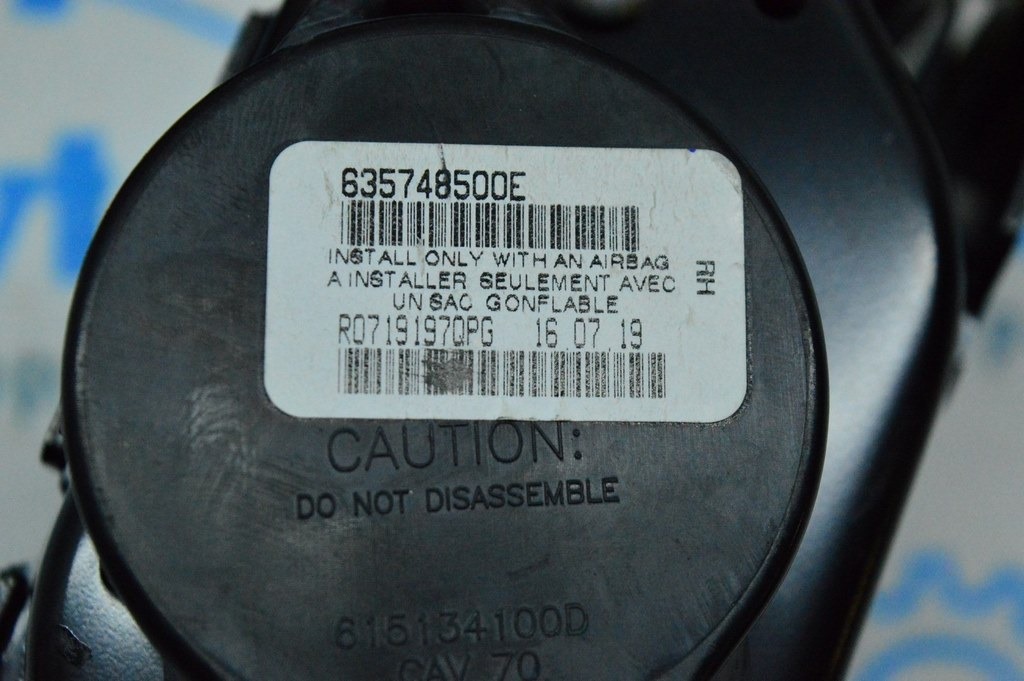 635748500E
INSTALL ONLY WITH AN AIRBAG
A INSTALLER SEULEMENT AVEC
UN SAC GONFLABLE
RH
R0719197QPG 16 07 19
CAUTION:
DO NOT DISASSEMBLE
615134100D
CAV 70